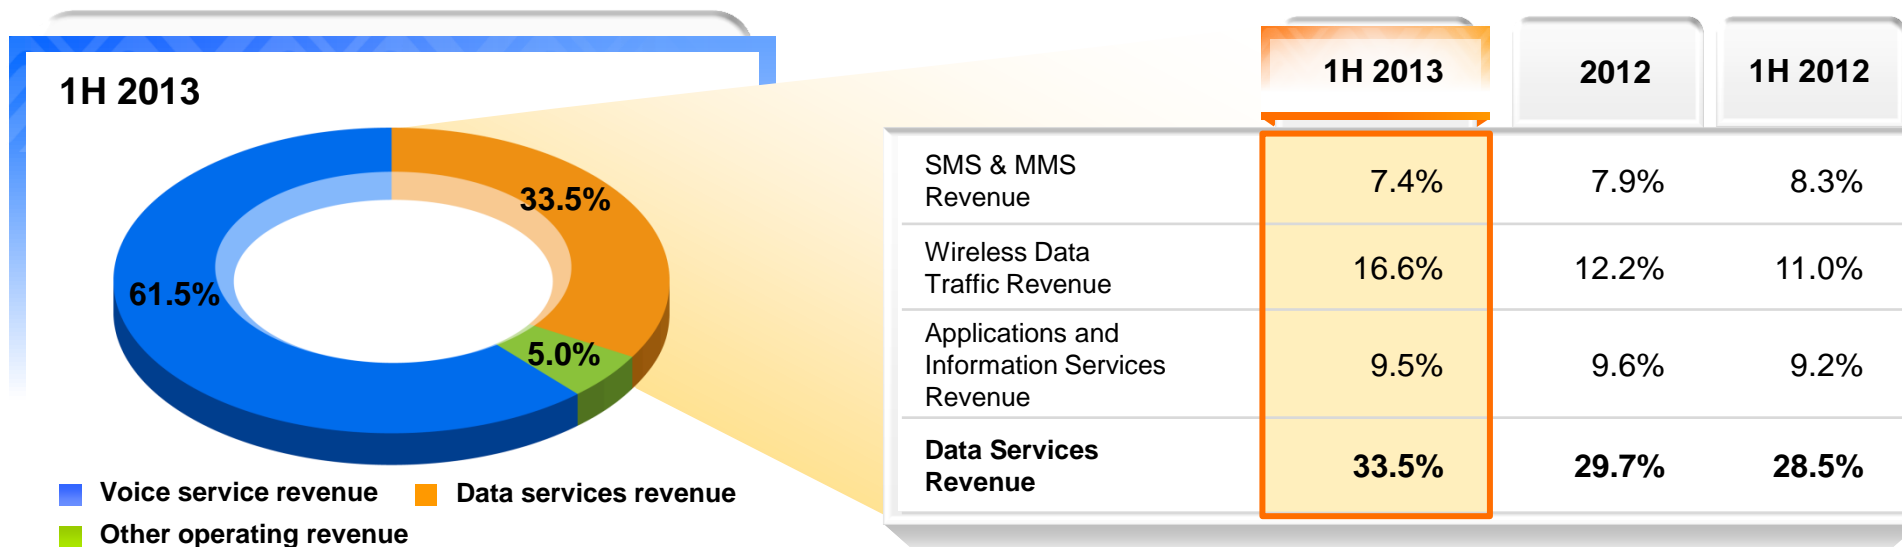 1H 2013
33.5%
61.5%
5.0%
Voice service revenue
Data services revenue
Other operating revenue
1H 2013 2012 1H 2012
SMS & MMS
Revenue
7.4% 7.9% 8.3%
Wireless Data
Traffic Revenue
16.6% 12.2% 11.0%
Applications and
Information Services
Revenue
9.5% 9.6% 9.2%
Data Services
Revenue
33.5% 29.7% 28.5%